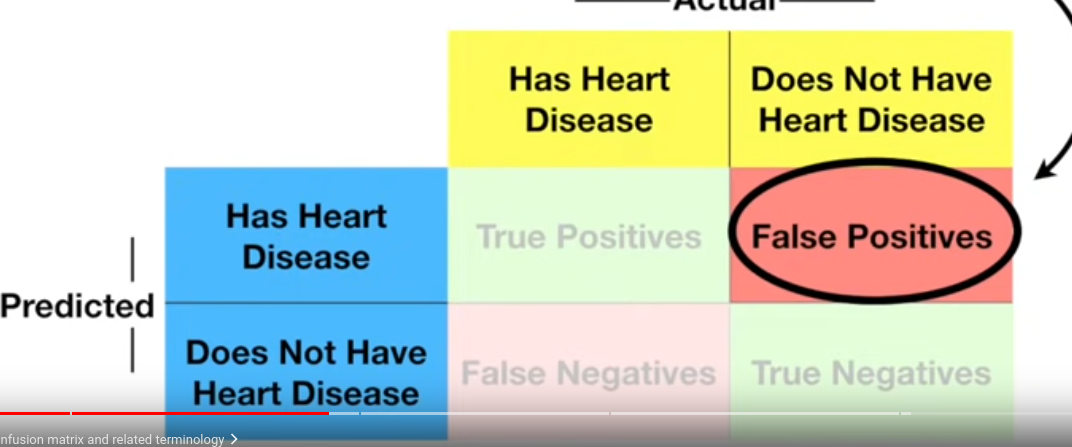 Actual
Has Heart
Disease
Does Not Have
Heart Disease
Has Heart
Disease
True Positives
False Positives
Predicted
Does Not Have
Heart Disease
False Negatives
True Negatives
nfusion matrix and related terminology